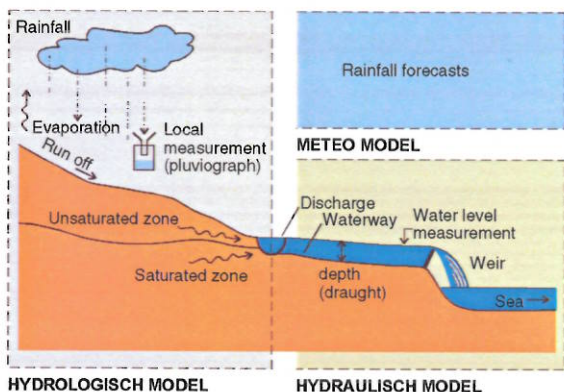 Rainfall
Evaporation
Local
measurement
(pluviograph)
Run off
Unsaturated zone
Saturated zone
HYDROLOGISCH MODEL
Rainfall forecasts
METEO MODEL
Discharge
Waterway
Water level
measurement
Weir
depth
(draught)
Sea
HYDRAULISCH MODEL